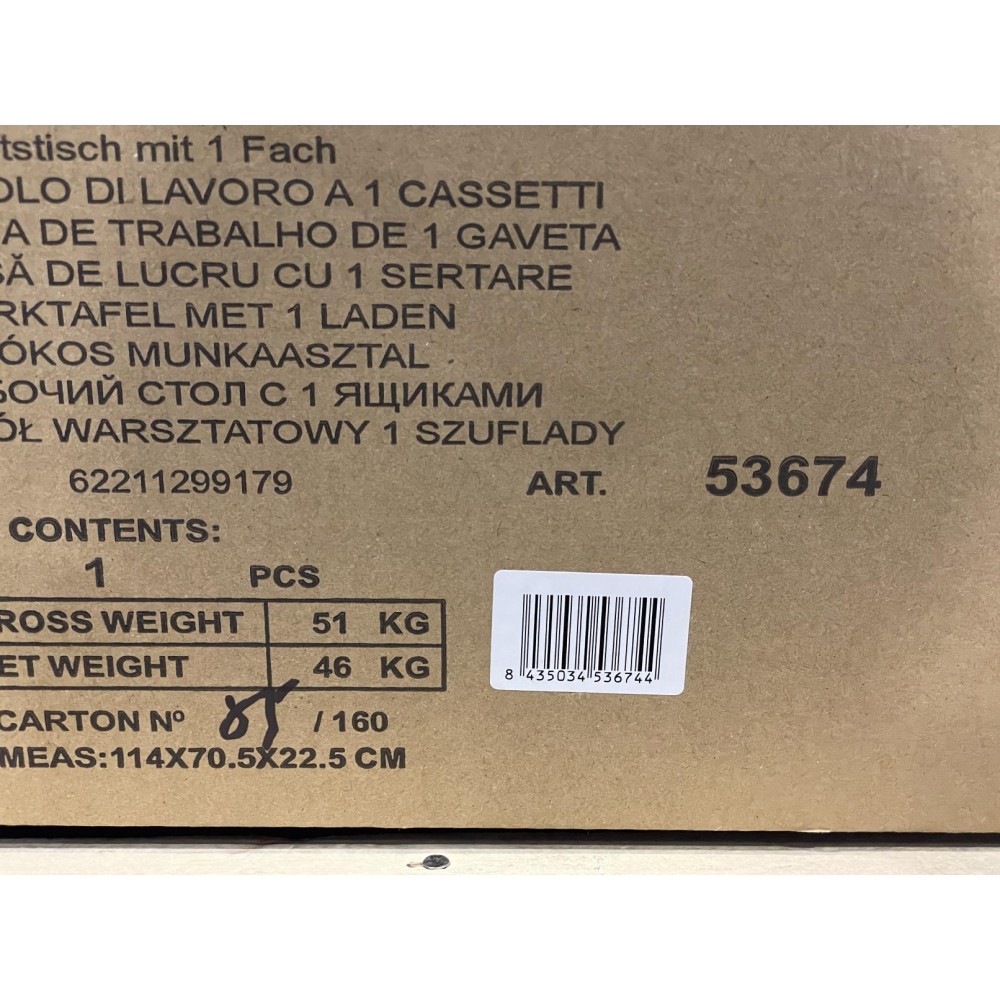 tstisch mit 1 Fach
OLO DI LAVORO A 1 CASSETTI
A DE TRABALHO DE 1 GAVETA
SĂ DE LUCRU CU 1 SERTARE
RKTAFEL MET 1 LADEN
ÓKOS MUNKAASZTAL
БОЧИЙ СТОЛ С 1 ЯЩИКАМИ
ÓŁ WARSZTATOWY 1 SZUFLADY
62211299179 ART. 53674
CONTENTS:
1 PCS
ROSS WEIGHT 51 KG
ET WEIGHT 46 KG
8 435034 536744
CARTON Nº / 160
MEAS:114X70.5X22.5 CM